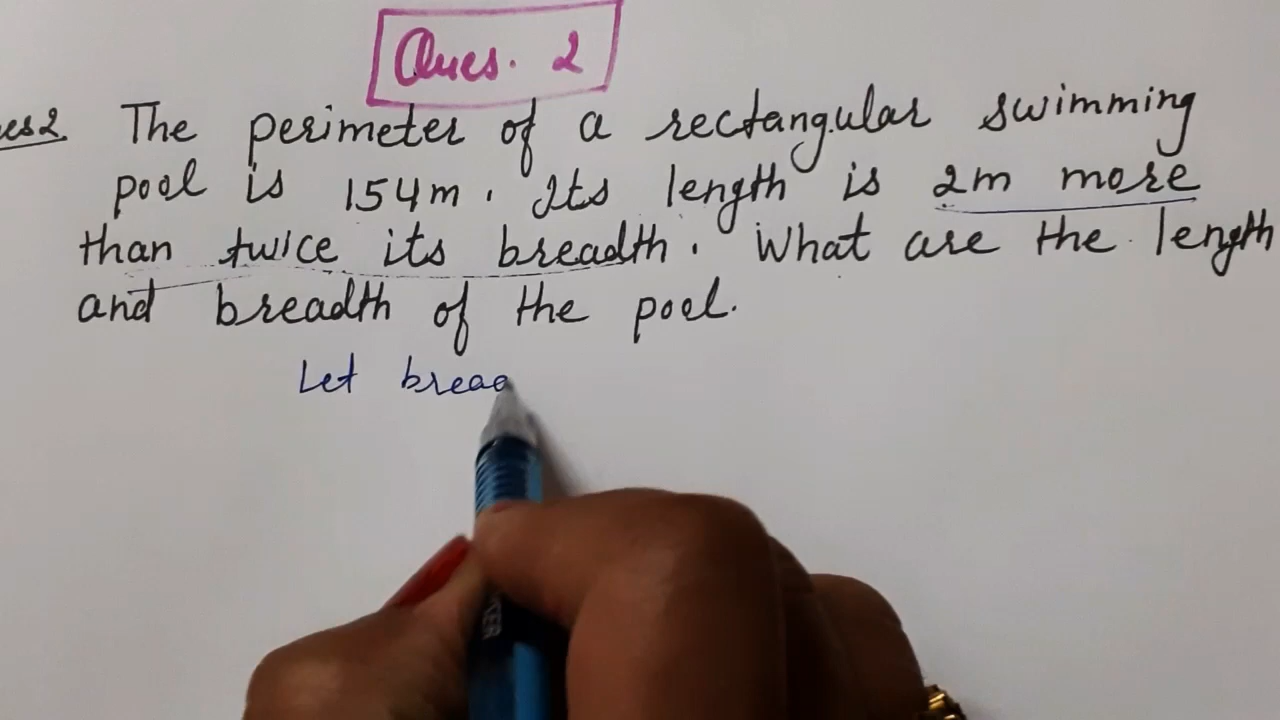 Ques. 2
The perimeter of a rectangular swimming
pool is 154m. Its length is 2m more
than twice its breadth. What are the length
and breadth of the pool.
Let bread